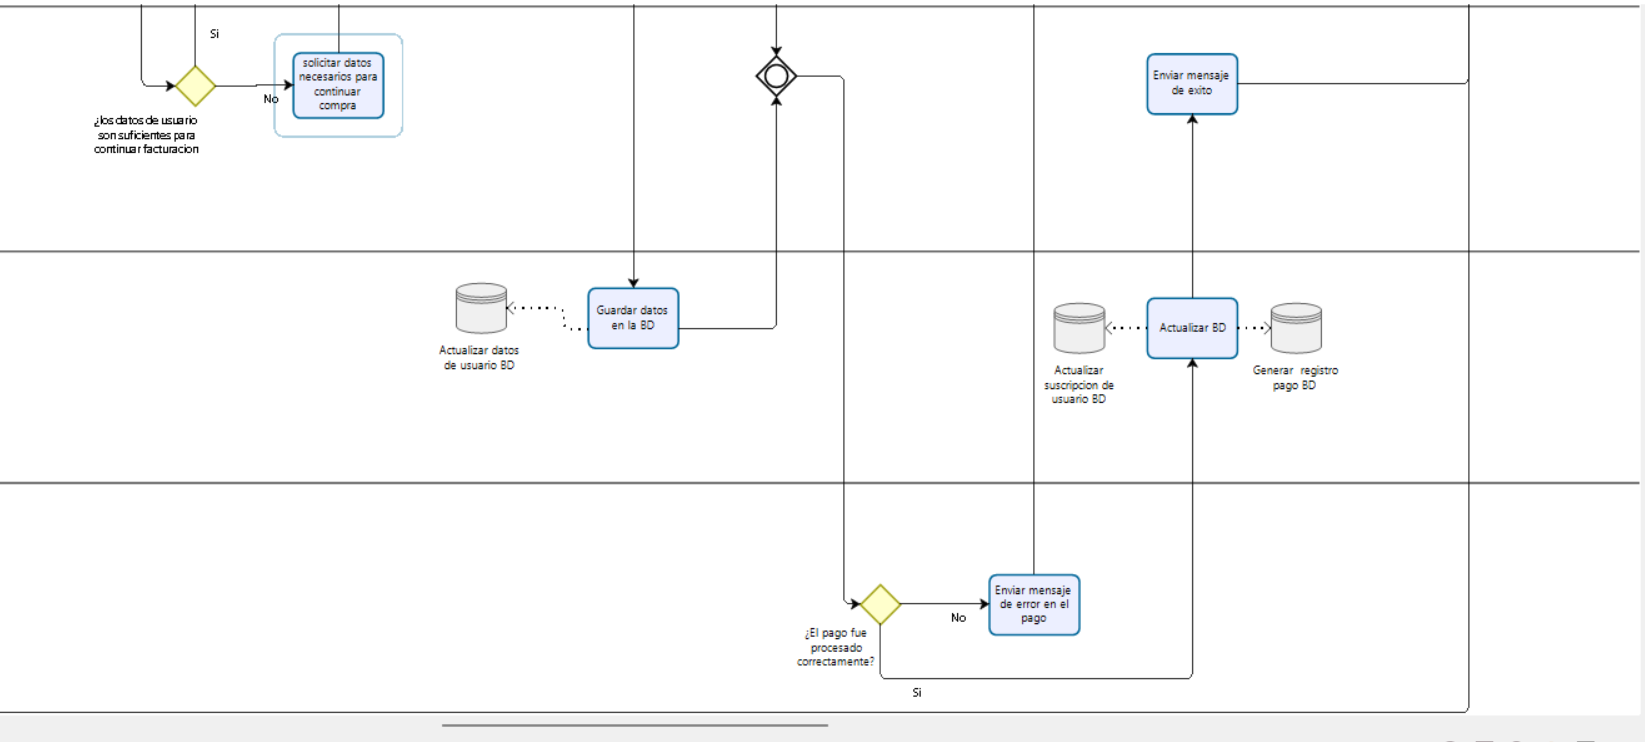 Si
solicitar datos
necesarios para
continuar
compra
No
¿los datos de usuario
son suficientes para
continuar facturacion
Enviar mensaje
de exito
Guardar datos
en la BD
Actualizar datos
de usuario BD
Actualizar BD
Actualizar
suscripcion de
usuario BD
Generar registro
pago BD
Enviar mensaje
de error en el
pago
No
¿El pago fue
procesado
correctamente?
Si